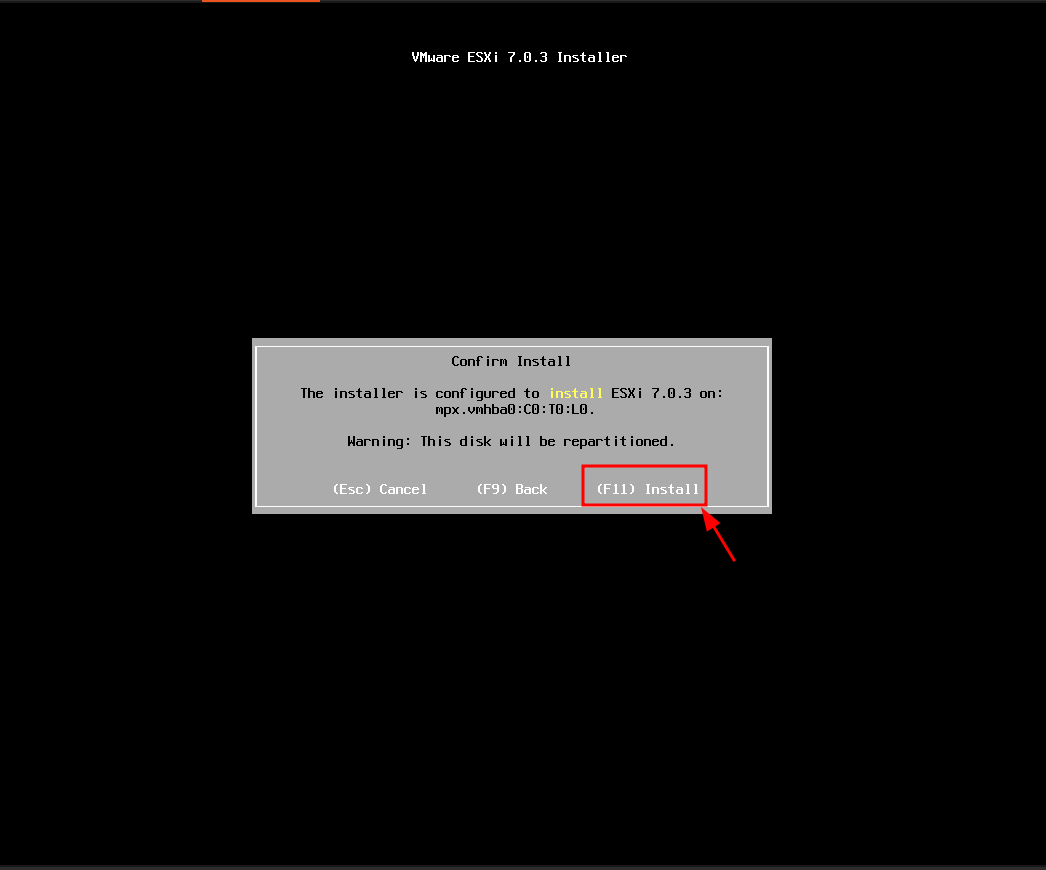 VMware ESXi 7.0.3 Installer
Confirm Install
The installer is configured to install ESXi 7.0.3 on:
mpx.vmhba0:C0:T0:L0.
Warning: This disk will be repartitioned.
(Esc) Cancel (F9) Back (F11) Install